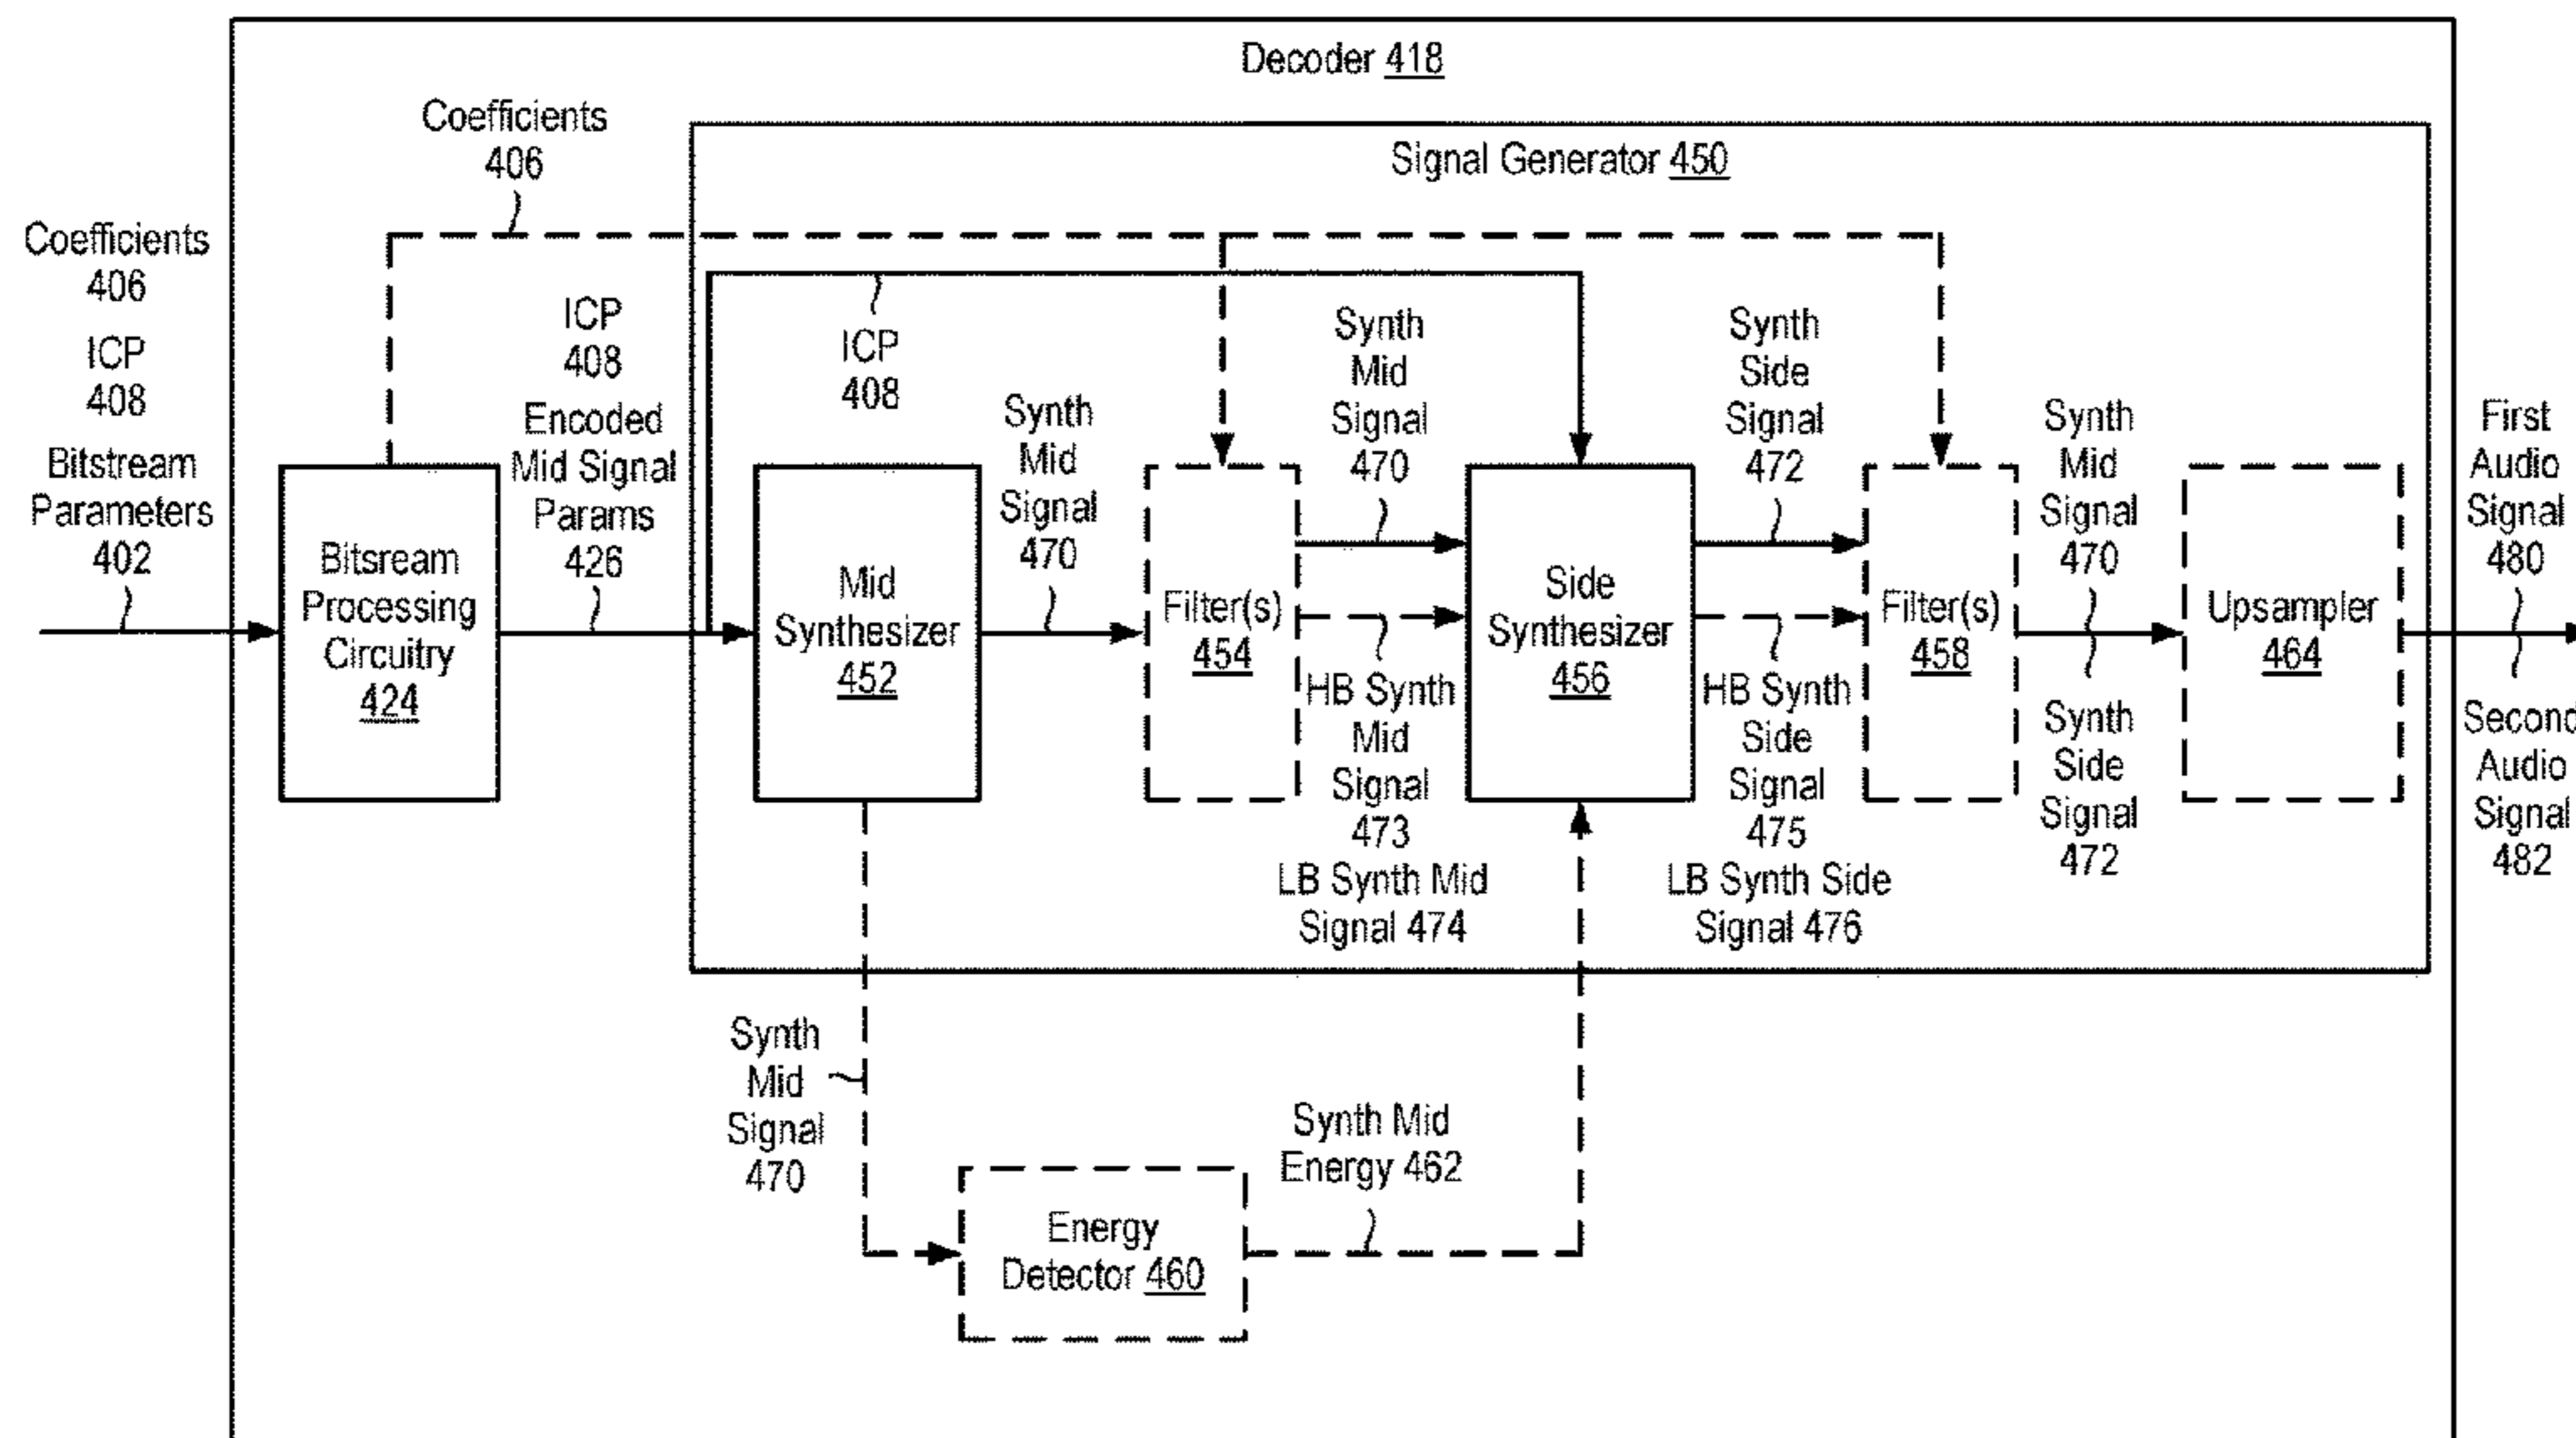 Decoder 418
Coefficients
406
Signal Generator 450
Coefficients
406
ICP
408
Bitstream
Parameters
402
ICP
408
Encoded
Mid Signal
Params
426
ICP
408
Synth
Mid
Signal
470
Synth
Mid
Signal
470
Synth
Side
Signal
472
Synth
Mid
Signal
470
First
Audio
Signal
480
Bitsream
Processing
Circuitry
424
Mid
Synthesizer
452
Filter(s)
454
Side
Synthesizer
456
Filter(s)
458
Upsampler
464
HB Synth
Mid
Signal
473
LB Synth Mid
Signal 474
HB Synth
Side
Signal
475
LB Synth Side
Signal 476
Synth
Side
Signal
472
Second
Audio
Signal
482
Synth
Mid
Signal
470
Synth Mid
Energy 462
Energy
Detector 460